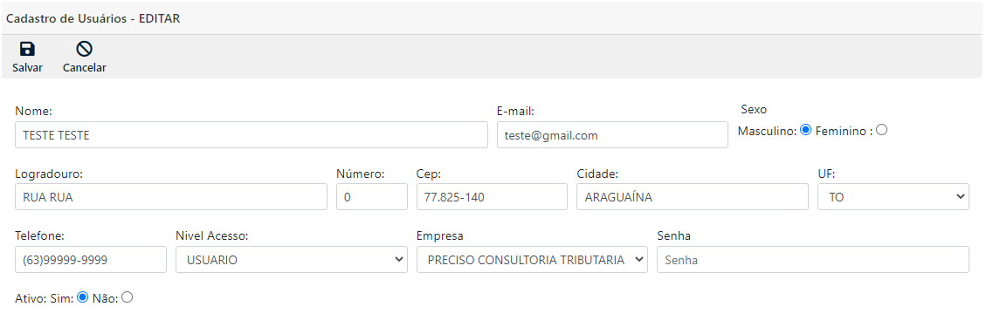 Cadastro de Usuários - EDITAR
Salvar Cancelar
Nome: E-mail: Sexo
TESTE TESTE teste@gmail.com Masculino: Feminino :
Logradouro: Número: Cep: Cidade: UF:
RUA RUA 0 77.825-140 ARAGUAÍNA TO
Telefone: Nivel Acesso: Empresa Senha
(63)99999-9999 USUARIO PRECISO CONSULTORIA TRIBUTARIA Senha
Ativo: Sim: Não: